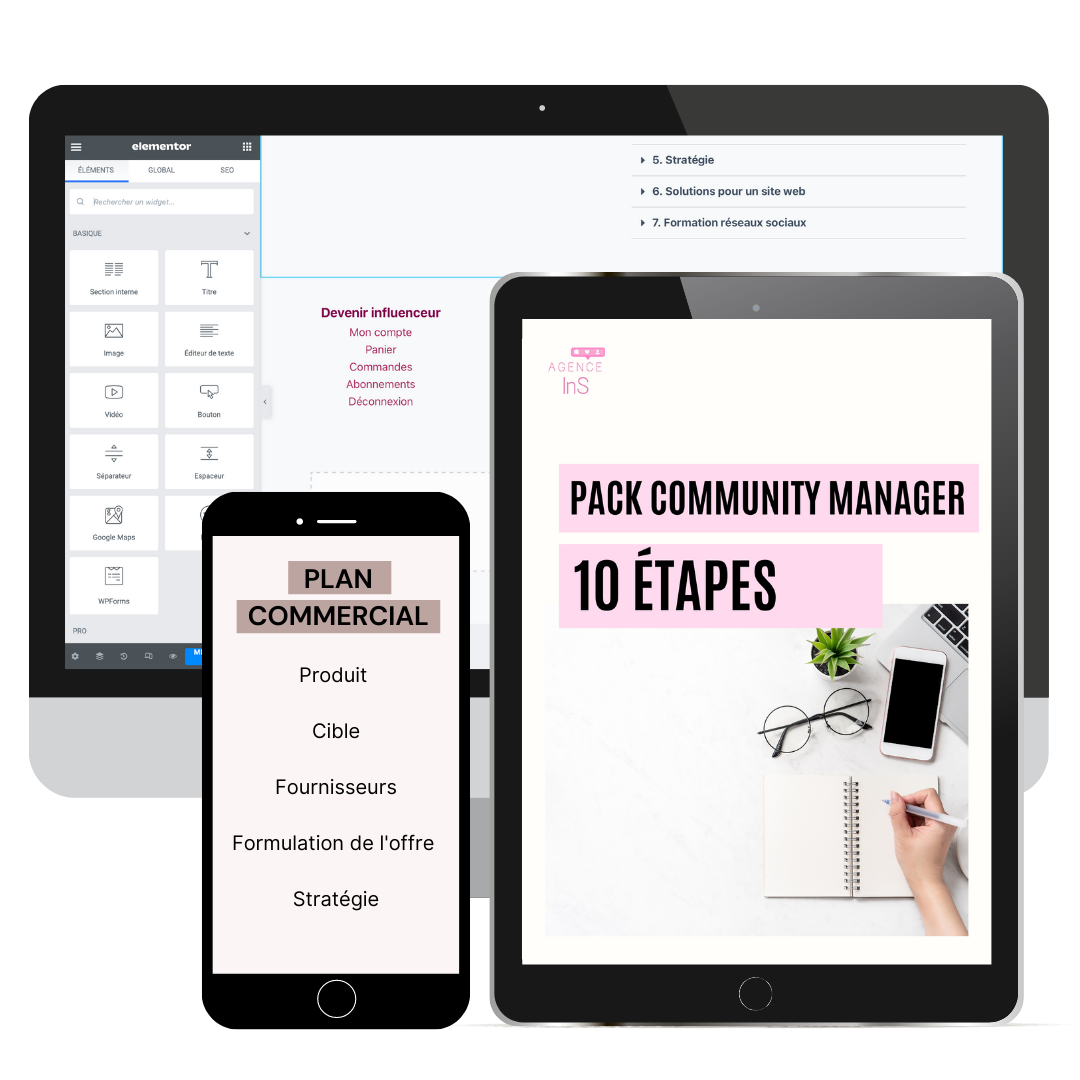 elementor
ÉLÉMENTS
GLOBAL
SEO
Rechercher un widget...
BASIQUE
Section interne
Titre
Image
Éditeur de texte
Vidéo
Bouton
Séparateur
Espaceur
Google Maps
WPForms
PRO
5. Stratégie
6. Solutions pour un site web
7. Formation réseaux sociaux
Devenir influenceur
Mon compte
Panier
Commandes
Abonnements
Déconnexion
PLAN
COMMERCIAL
Produit
Cible
Fournisseurs
Formulation de l'offre
Stratégie
AGENCE
InS
PACK COMMUNITY MANAGER
10 ÉTAPES